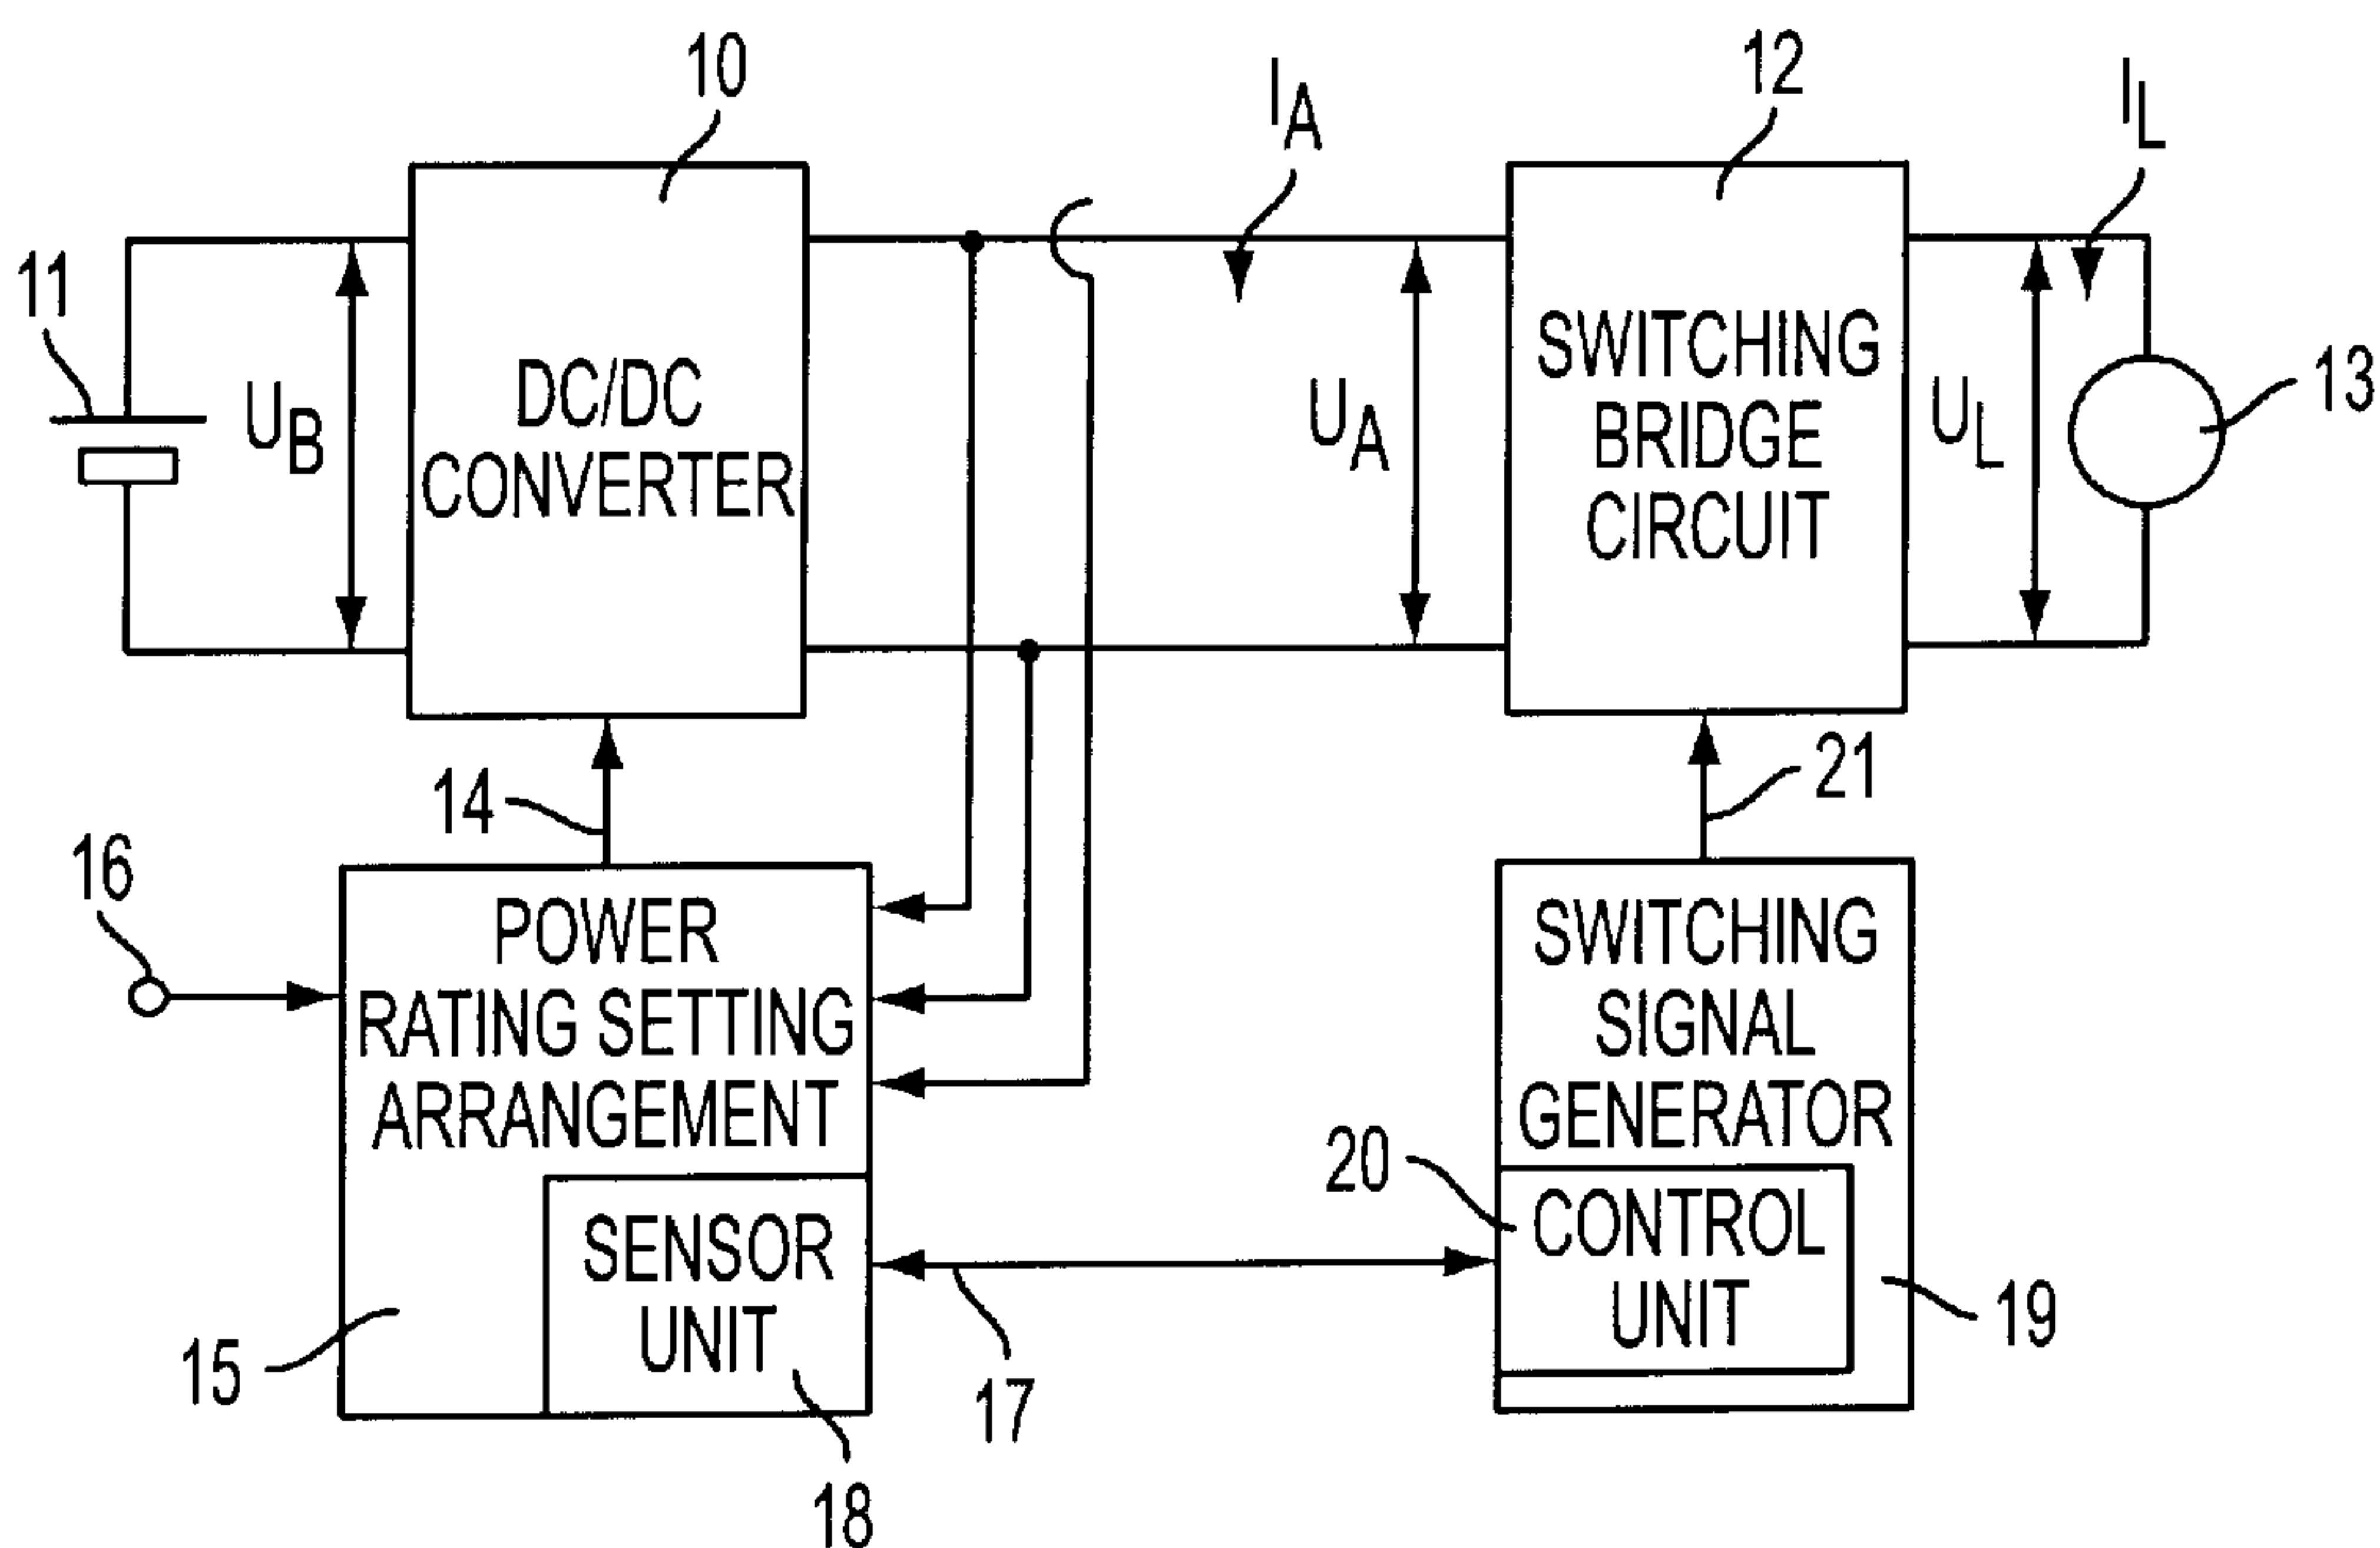 10
I_A
12
I_L
11
U_B
DC/DC
CONVERTER
U_A
SWITCHING
BRIDGE
CIRCUIT
U_L
13
14
21
16
POWER
RATING SETTING
ARRANGEMENT
SWITCHING
SIGNAL
GENERATOR
20
SENSOR
UNIT
CONTROL
UNIT
15
17
19
18